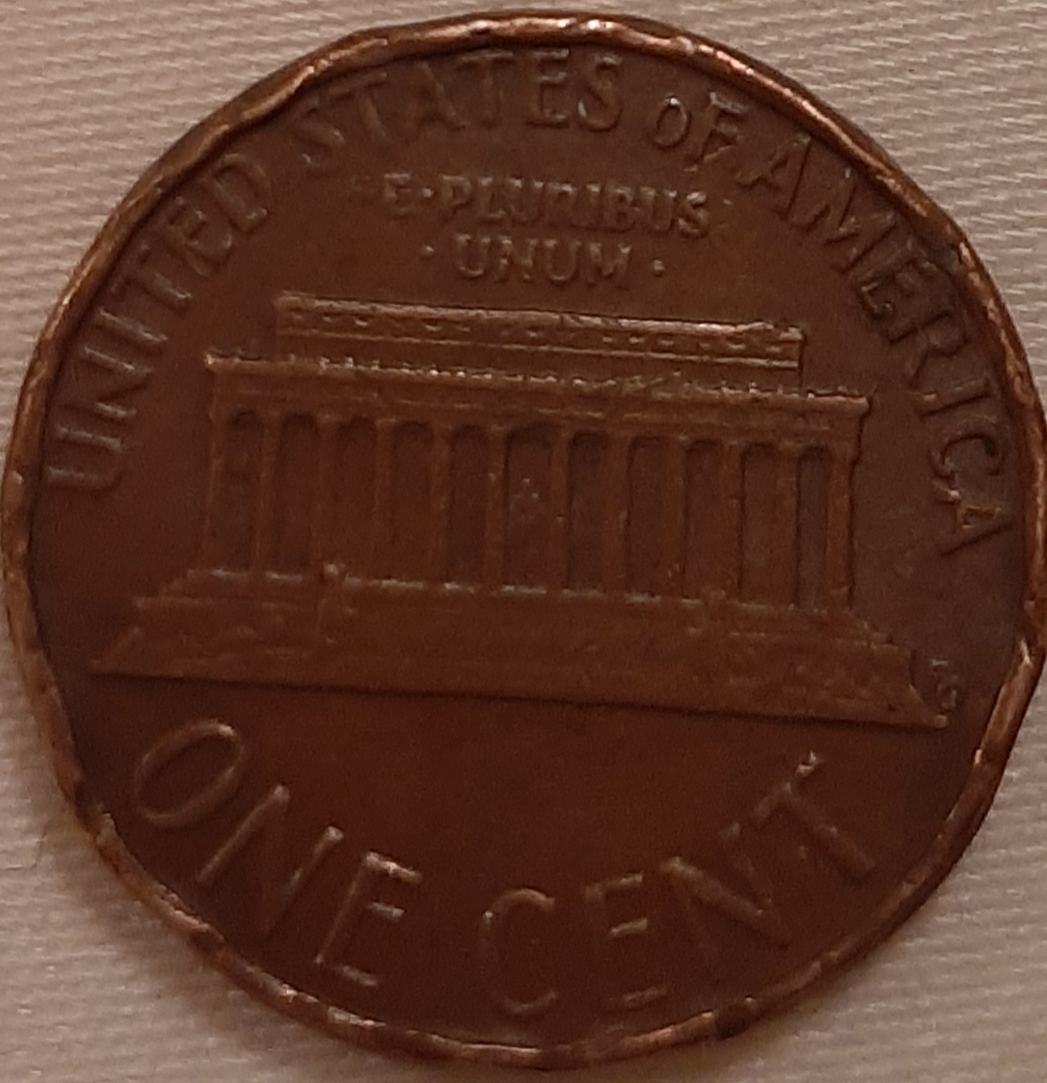 UNITED STATES oF AMERICA
E·PLURIBUS
·UNUM·
ONE CENT